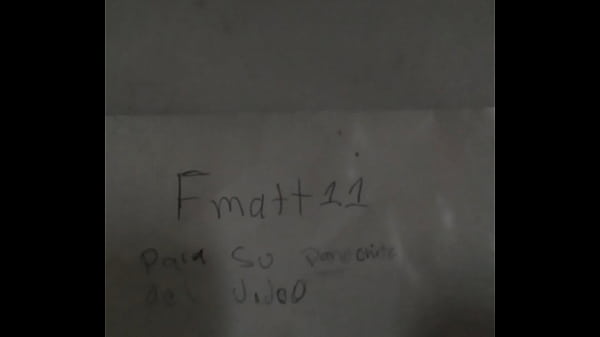 Fmatt11
para su
del video